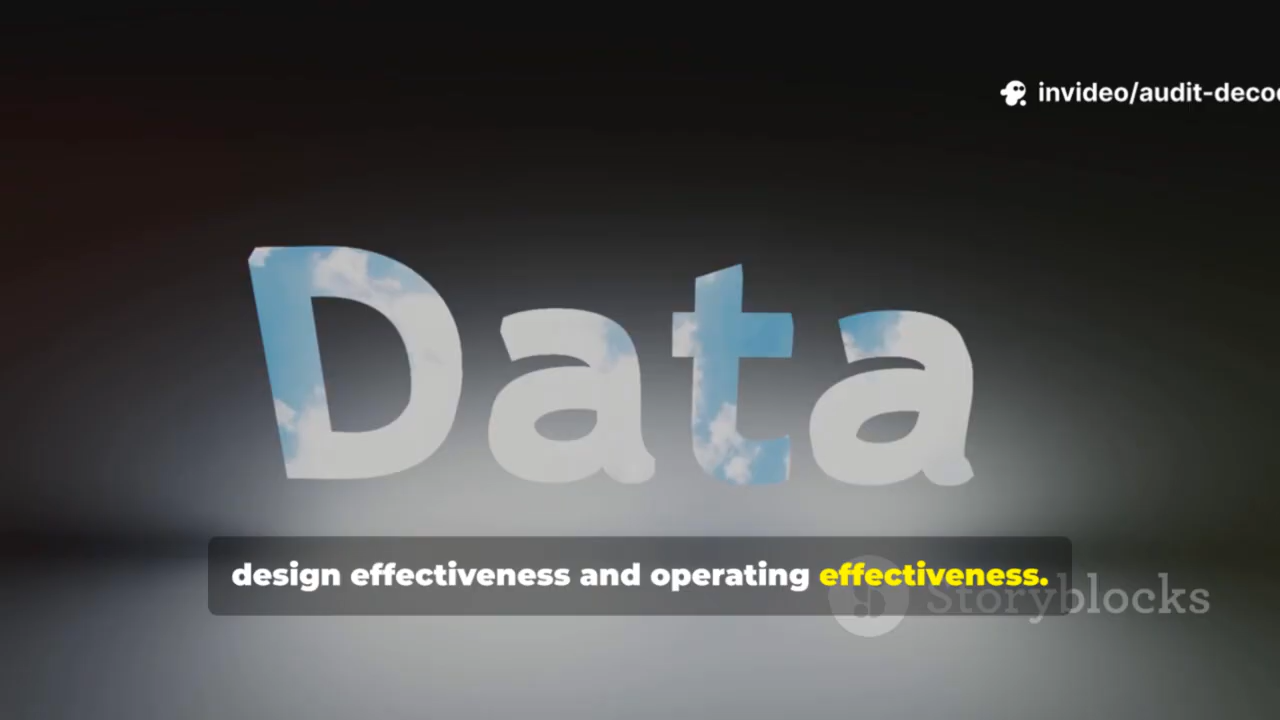 invideo/audit-deco
Data
design effectiveness and operating effectiveness.
Storyblocks